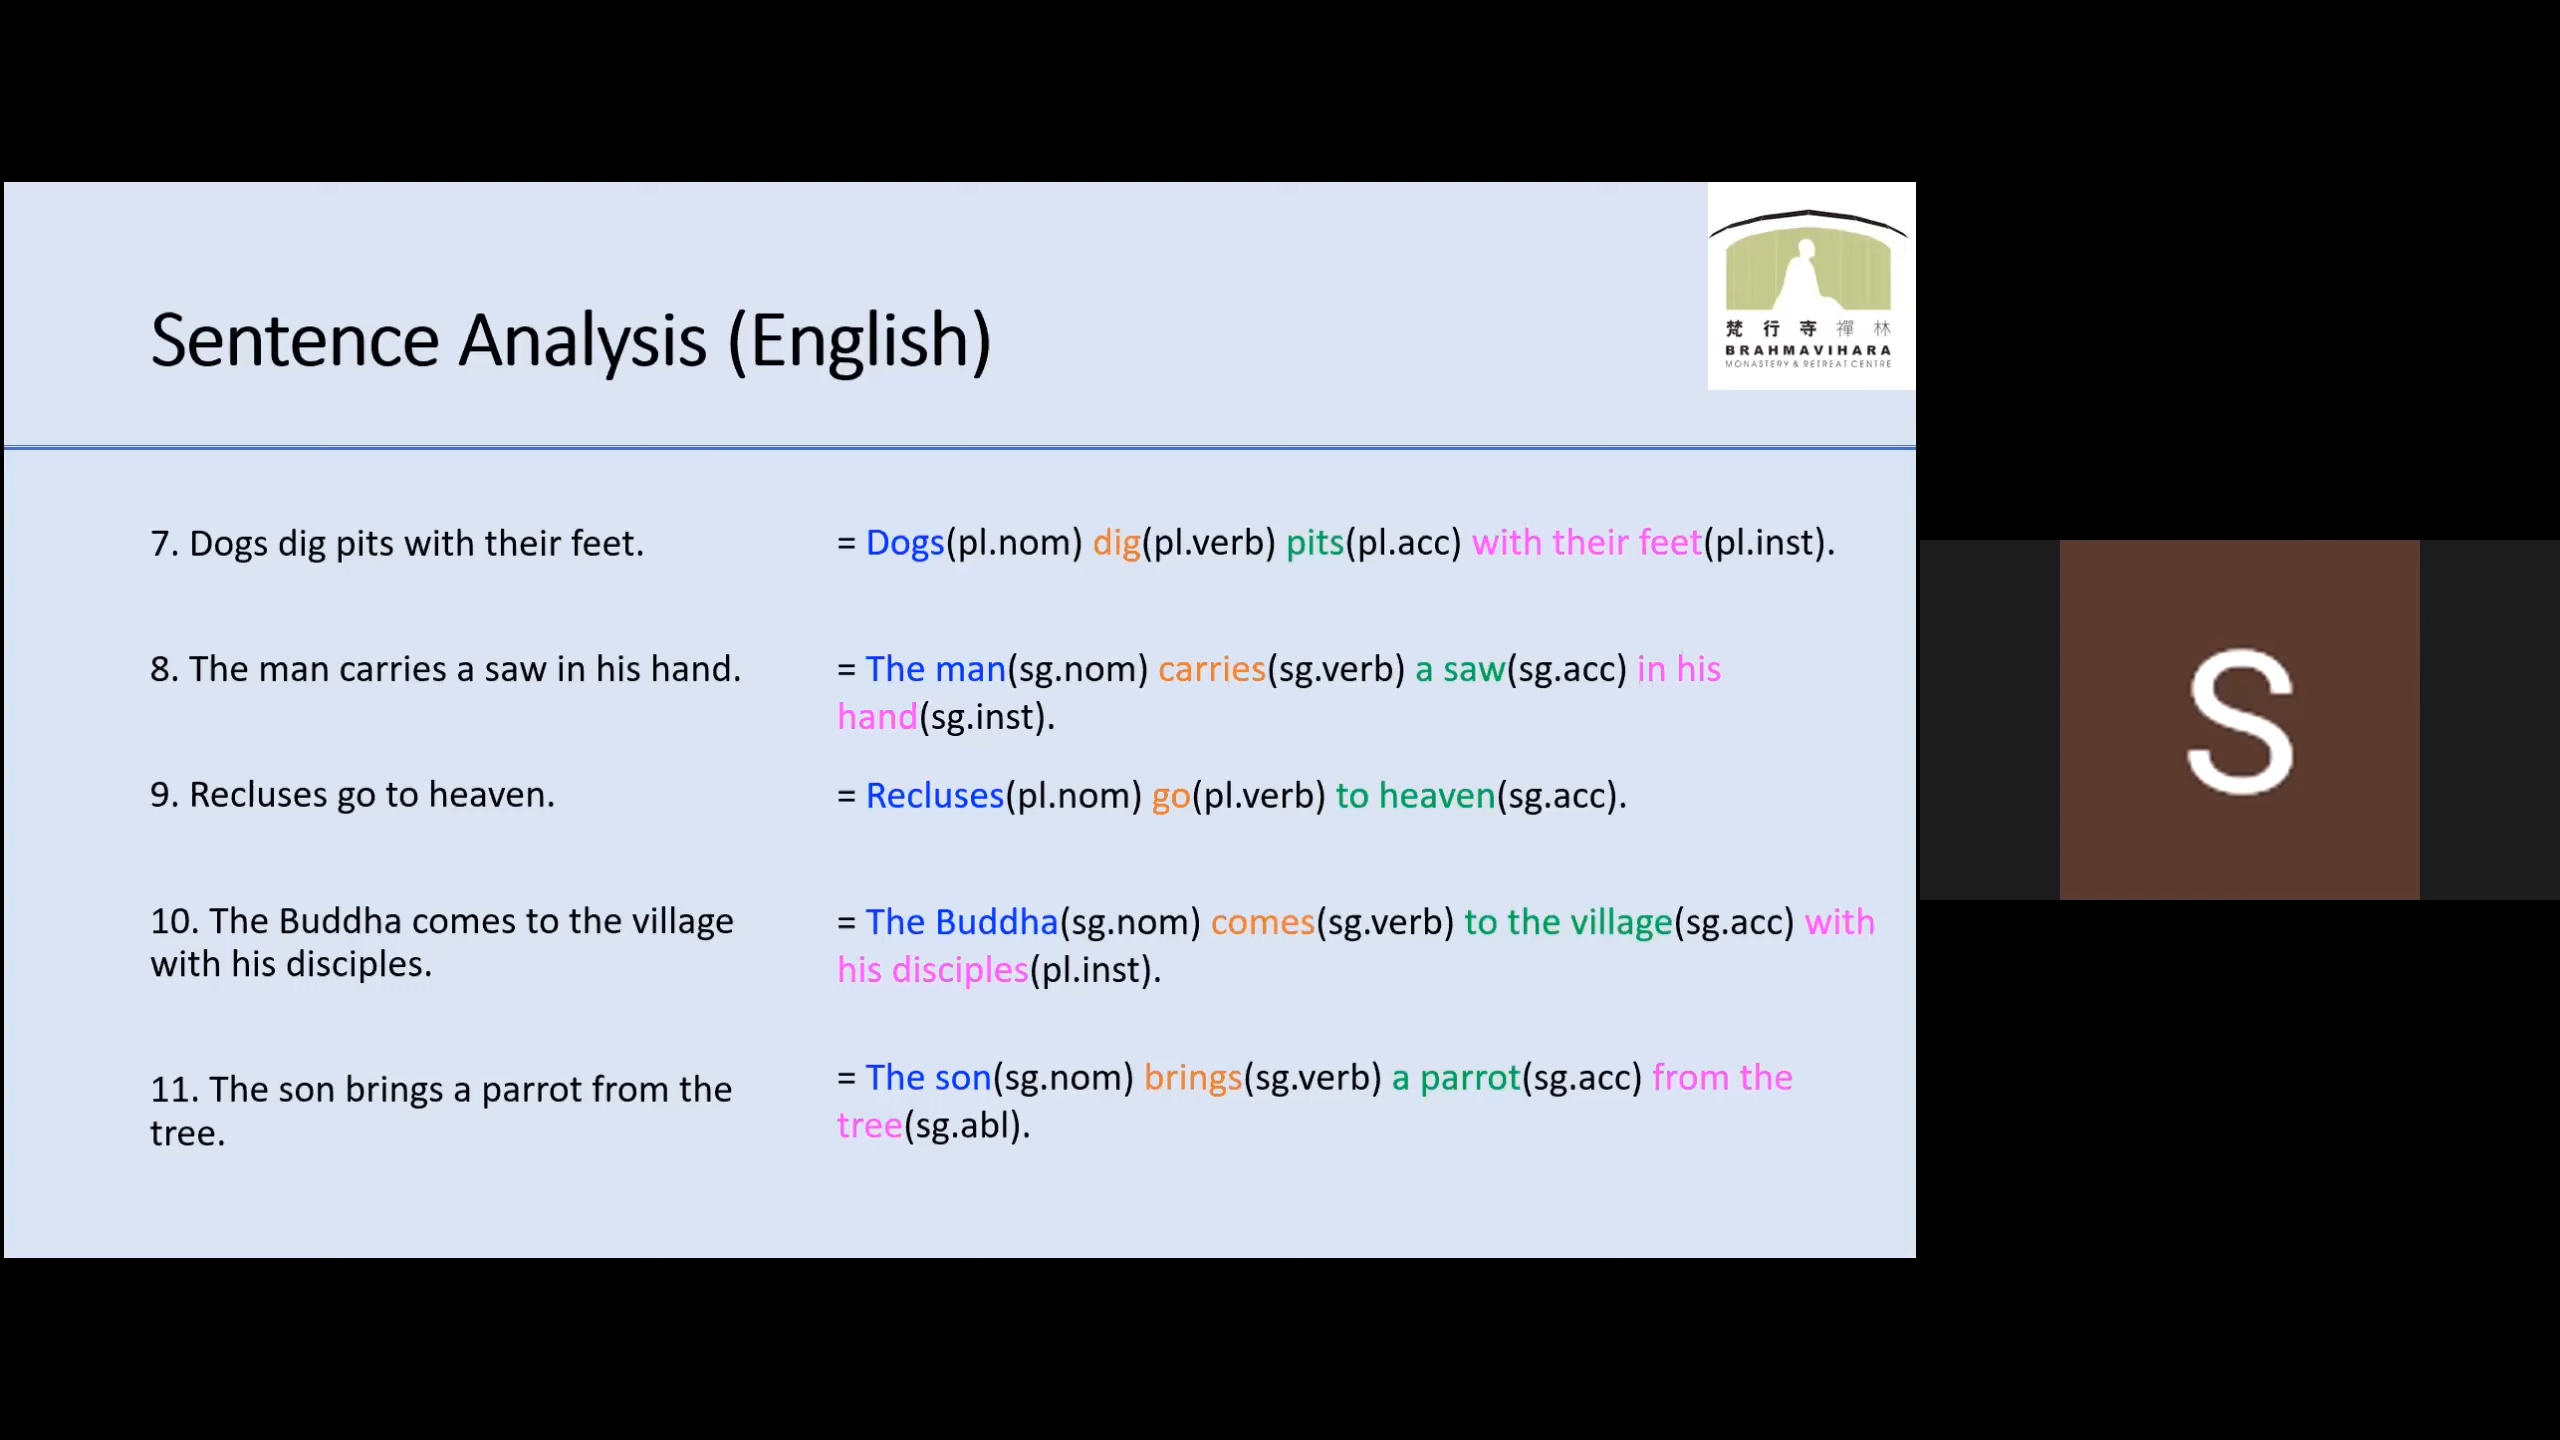 梵行寺禪林
BRAHMAVIHARA
MONASTERY & RETREAT CENTRE
Sentence Analysis (English)
7. Dogs dig pits with their feet.
= Dogs(pl.nom) dig(pl.verb) pits(pl.acc) with their feet(pl.inst).
8. The man carries a saw in his hand.
= The man(sg.nom) carries(sg.verb) a saw(sg.acc) in his
hand(sg.inst).
9. Recluses go to heaven.
= Recluses(pl.nom) go(pl.verb) to heaven(sg.acc).
10. The Buddha comes to the village
with his disciples.
= The Buddha(sg.nom) comes(sg.verb) to the village(sg.acc) with
his disciples(pl.inst).
11. The son brings a parrot from the
tree.
= The son(sg.nom) brings(sg.verb) a parrot(sg.acc) from the
tree(sg.abl).
S